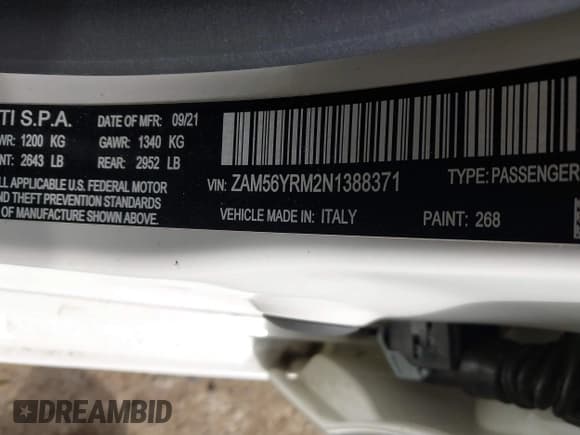 TI S.P.A. DATE OF MFR: 09/21
WR: 1200 KG GAWR: 1340 KG
NT: 2643 LB REAR: 2952 LB
LL APPLICABLE U.S. FEDERAL MOTOR
AND THEFT PREVENTION STANDARDS
OF MANUFACTURE SHOWN ABOVE.
VIN: ZAM56YRM2N1388371 TYPE: PASSENGER
VEHICLE MADE IN: ITALY PAINT: 268
DREAMBID